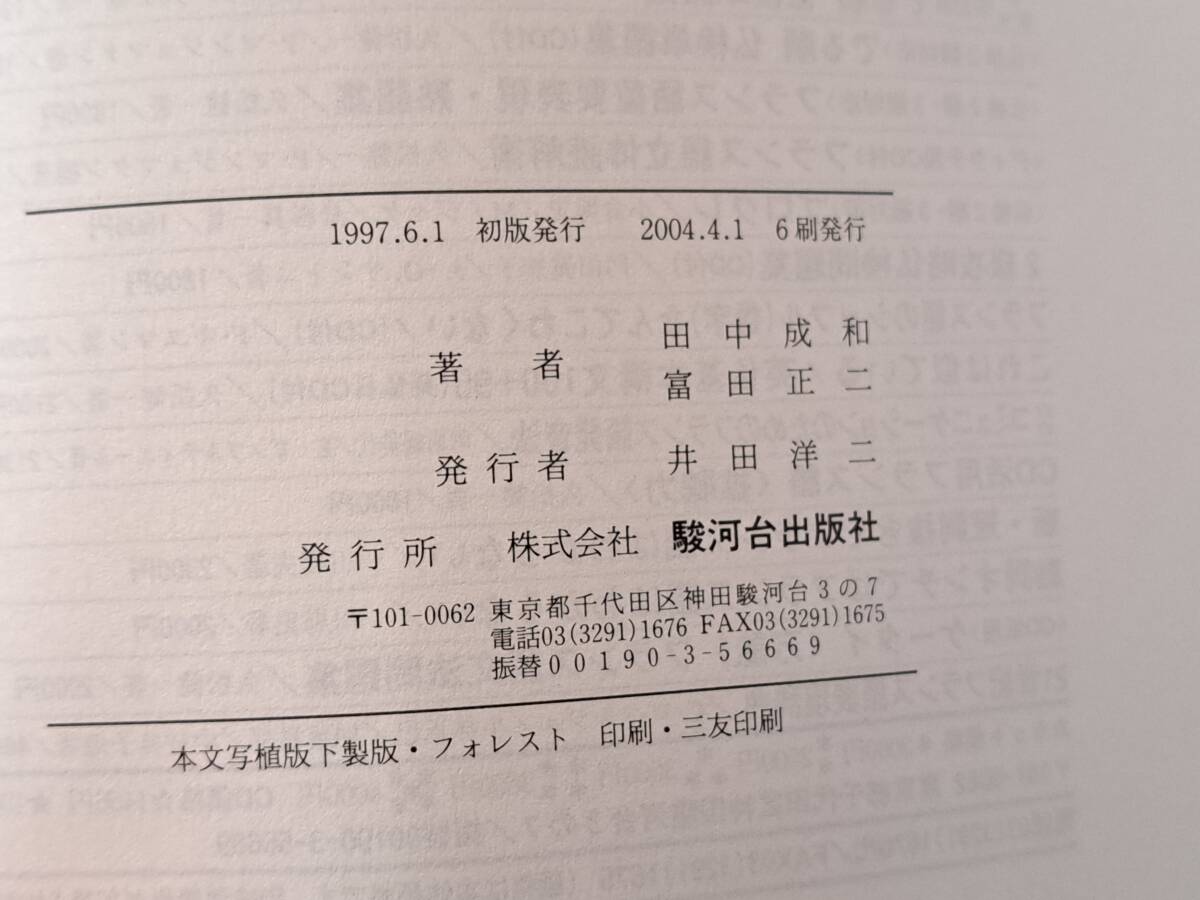 1997.6.1 初版発行 2004.4.1 6刷発行
著者 田中成和
富田正二
発行者 井田洋二
発行所 株式会社 駿河台出版社
〒101-0062 東京都千代田区神田駿河台3の7
電話03(3291)1676 FAX03(3291)1675
振替00190-3-56669
本文写植版下製版・フォレスト 印刷・三友印刷